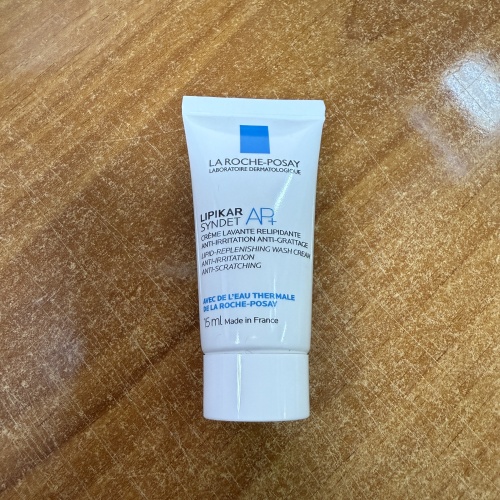 LA ROCHE-POSAY
LABORATOIRE DERMATOLOGIQUE
LIPIKAR
SYNDET AP+
CRÈME LAVANTE RELIPIDANTE
ANTI-IRRITATION ANTI-GRATTAGE
LIPID-REPLENISHING WASH CREAM
ANTI-IRRITATION
ANTI-SCRATCHING
AVEC DE L'EAU THERMALE
DE LA ROCHE-POSAY
15ml Made in France